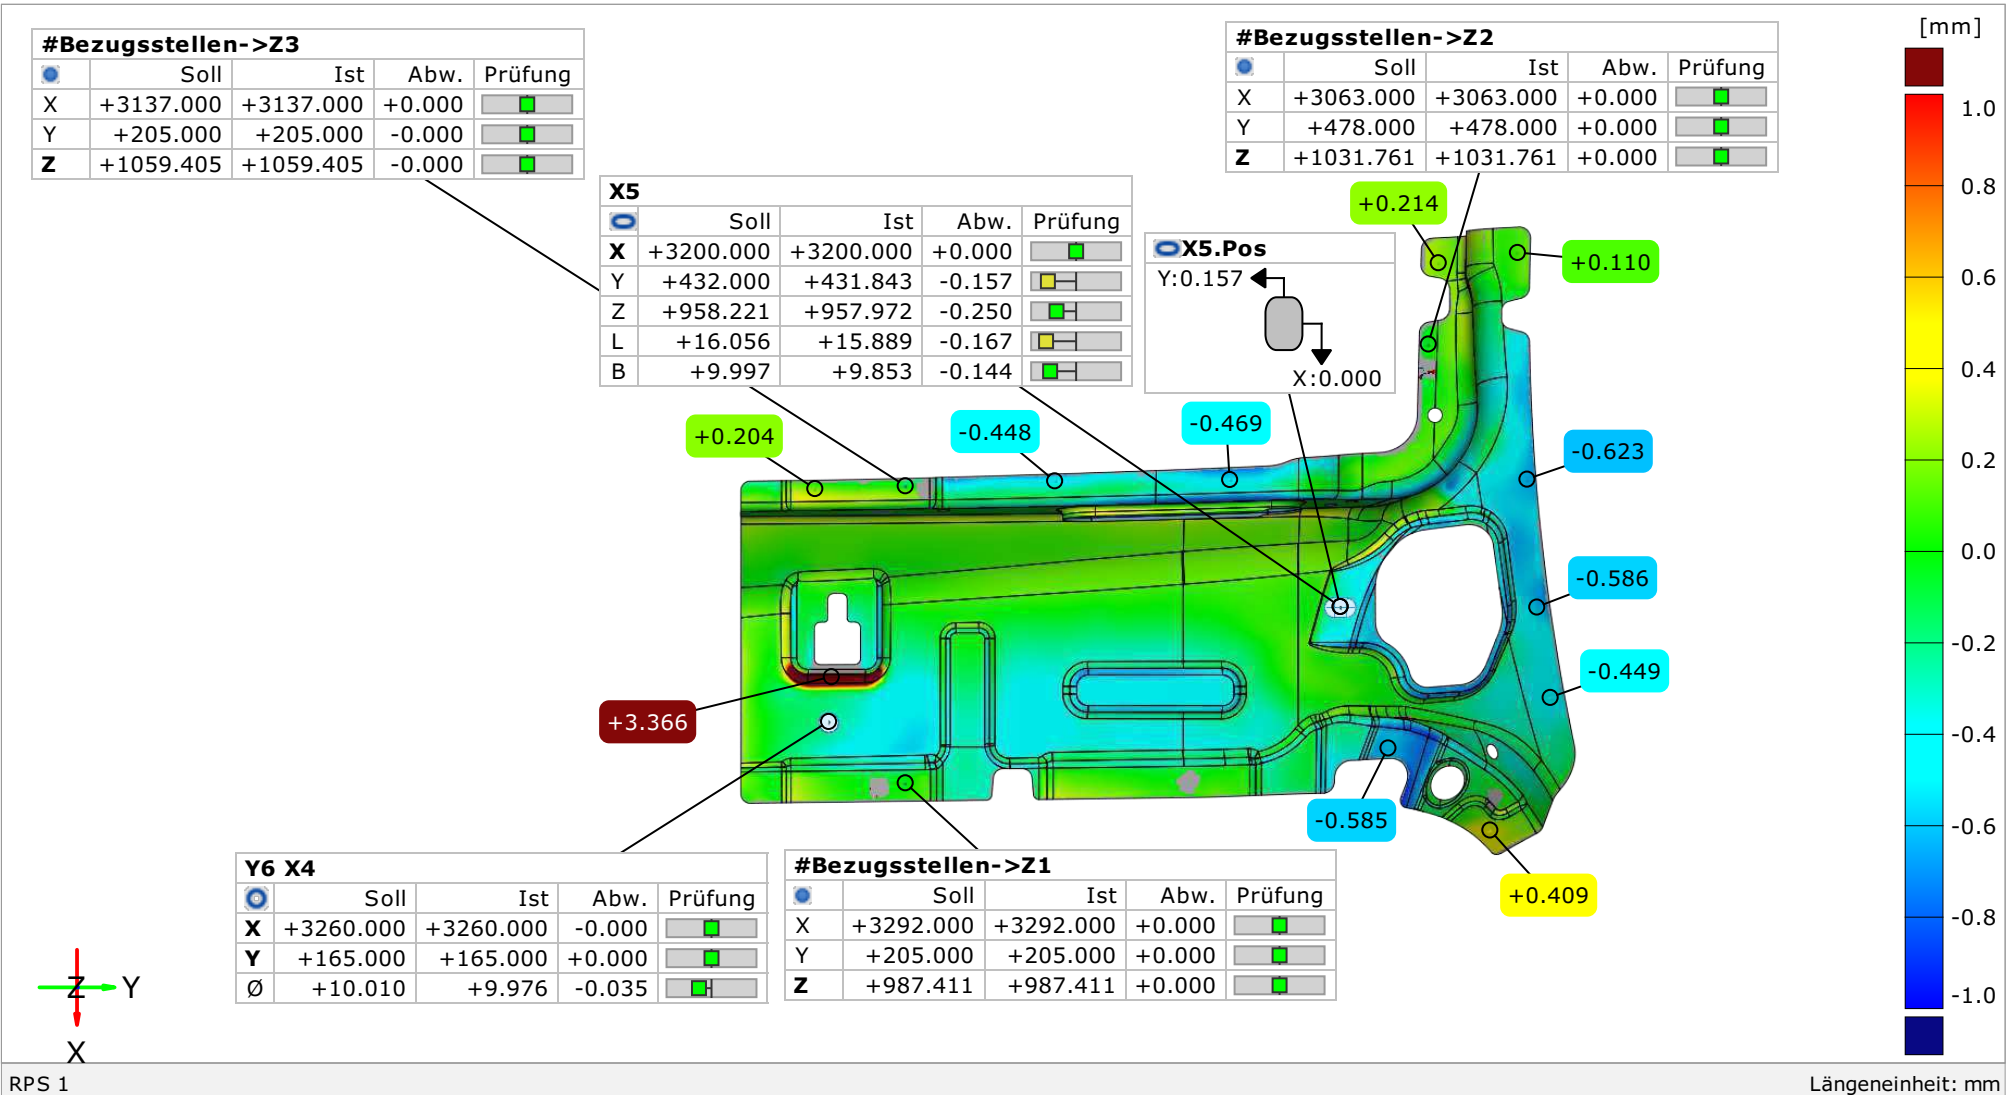 [mm]
#Bezugsstellen->Z3
Soll Ist Abw. Prüfung
X +3137.000 +3137.000 +0.000
Y +205.000 +205.000 -0.000
Z +1059.405 +1059.405 -0.000
#Bezugsstellen->Z2
Soll Ist Abw. Prüfung
X +3063.000 +3063.000 +0.000
Y +478.000 +478.000 +0.000
Z +1031.761 +1031.761 +0.000
X5
Soll Ist Abw. Prüfung
X +3200.000 +3200.000 +0.000
Y +432.000 +431.843 -0.157
Z +958.221 +957.972 -0.250
L +16.056 +15.889 -0.167
B +9.997 +9.853 -0.144
X5.Pos
Y:0.157
X:0.000
+0.214
+0.110
+0.204
-0.448
-0.469
-0.623
-0.586
-0.449
+3.366
-0.585
+0.409
Y6 X4
Soll Ist Abw. Prüfung
X +3260.000 +3260.000 -0.000
Y +165.000 +165.000 +0.000
Ø +10.010 +9.976 -0.035
#Bezugsstellen->Z1
Soll Ist Abw. Prüfung
X +3292.000 +3292.000 +0.000
Y +205.000 +205.000 +0.000
Z +987.411 +987.411 +0.000
1.0
0.8
0.6
0.4
0.2
0.0
-0.2
-0.4
-0.6
-0.8
-1.0
Z Y
X
RPS 1
Längeneinheit: mm